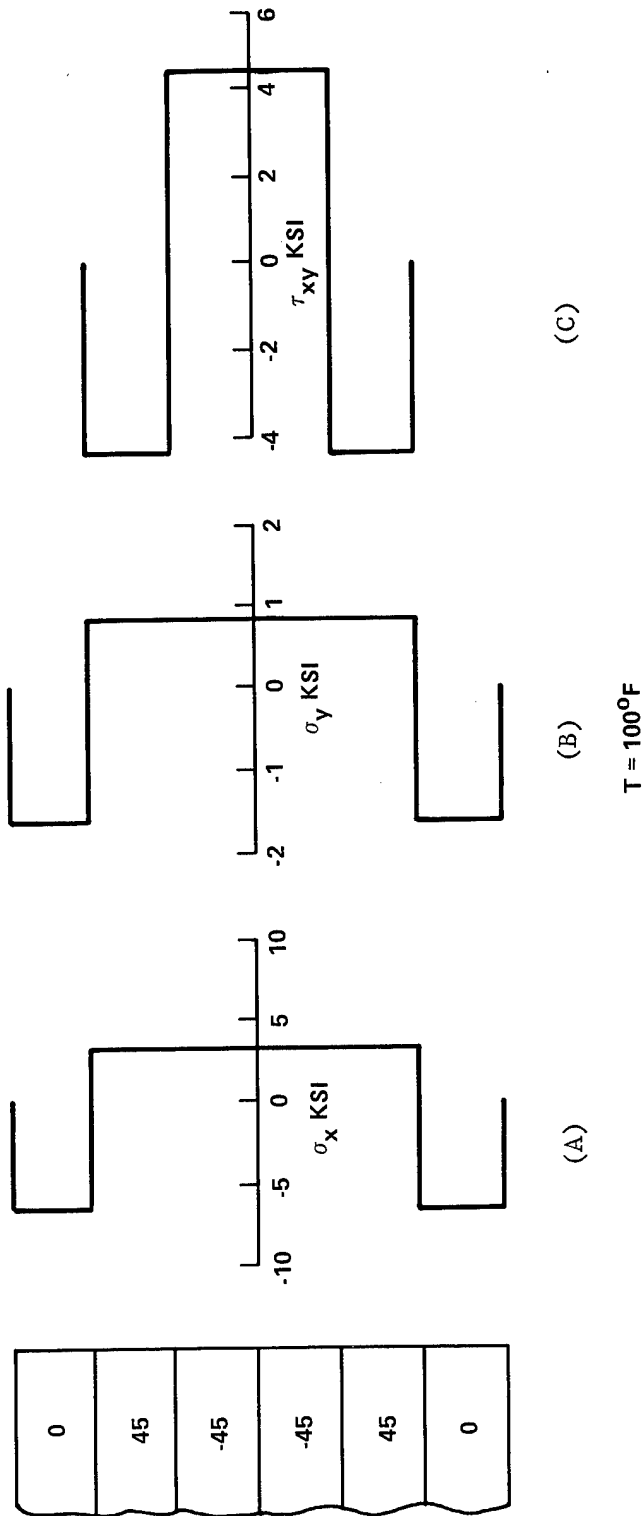 0
45
-45
-45
45
0
-10 -5 0 5 10
σx KSI
(A)
-2 -1 0 1 2
σy KSI
(B)
-4 -2 0 2 4 6
τxy KSI
(C)
T = 100°F